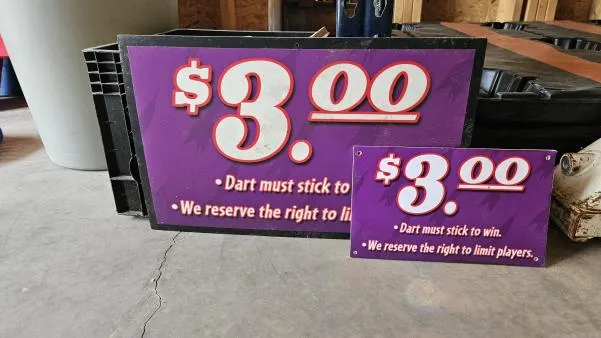 $3.00
• Dart must stick to
• We reserve the right to li
$3.00
• Dart must stick to win.
• We reserve the right to limit players.